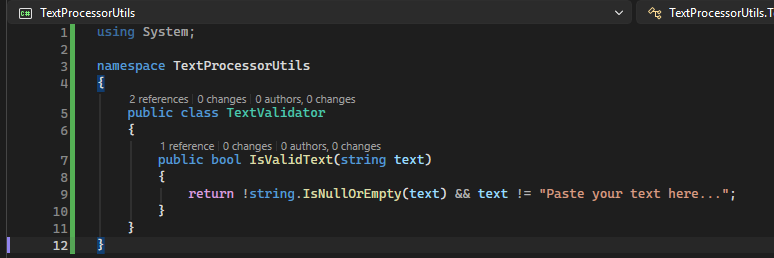 C# TextProcessorUtils TextProcessorUtils.T
1 using System;
2
3 namespace TextProcessorUtils
4 {
2 references | 0 changes | 0 authors, 0 changes
5 public class TextValidator
6 {
1 reference | 0 changes | 0 authors, 0 changes
7 public bool IsValidText(string text)
8 {
9 return !string.IsNullOrEmpty(text) && text != "Paste your text here...";
10 }
11 }
12 }